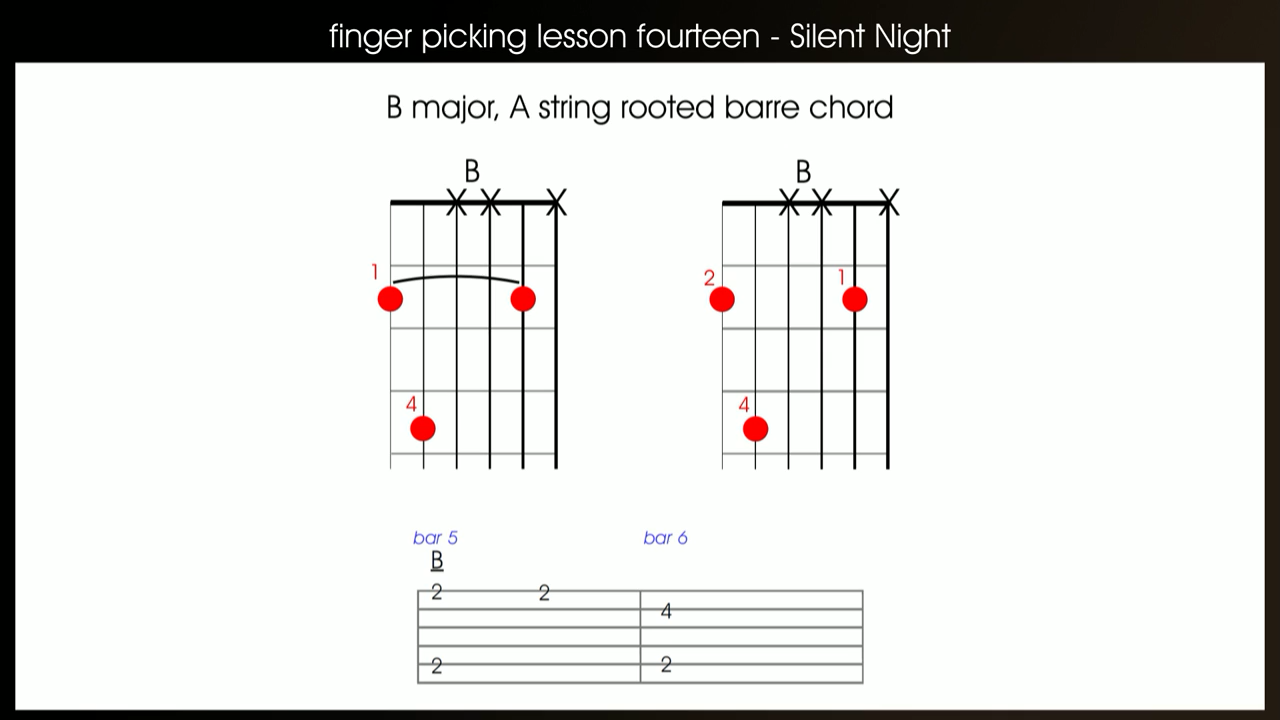 finger picking lesson fourteen - Silent Night
B major, A string rooted barre chord
B B
X X X X X X
1 2 1
4 4
bar 5 bar 6
B
2 2
4
2 2